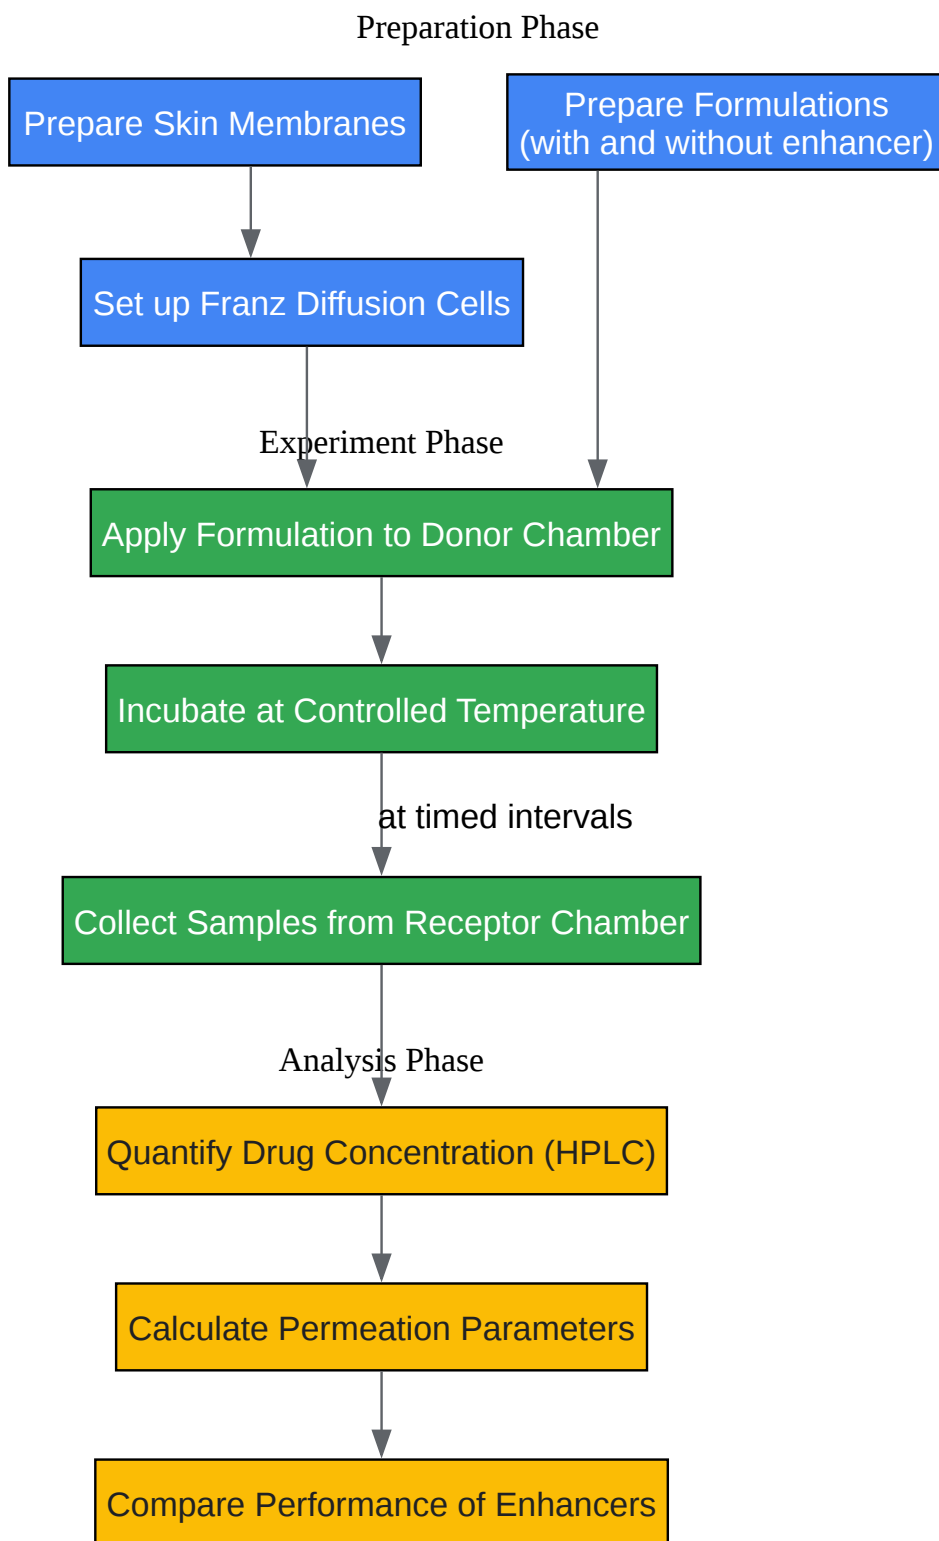 Preparation Phase
Prepare Skin Membranes
Prepare Formulations
(with and without enhancer)
Set up Franz Diffusion Cells
Experiment Phase
Apply Formulation to Donor Chamber
Incubate at Controlled Temperature
at timed intervals
Collect Samples from Receptor Chamber
Analysis Phase
Quantify Drug Concentration (HPLC)
Calculate Permeation Parameters
Compare Performance of Enhancers